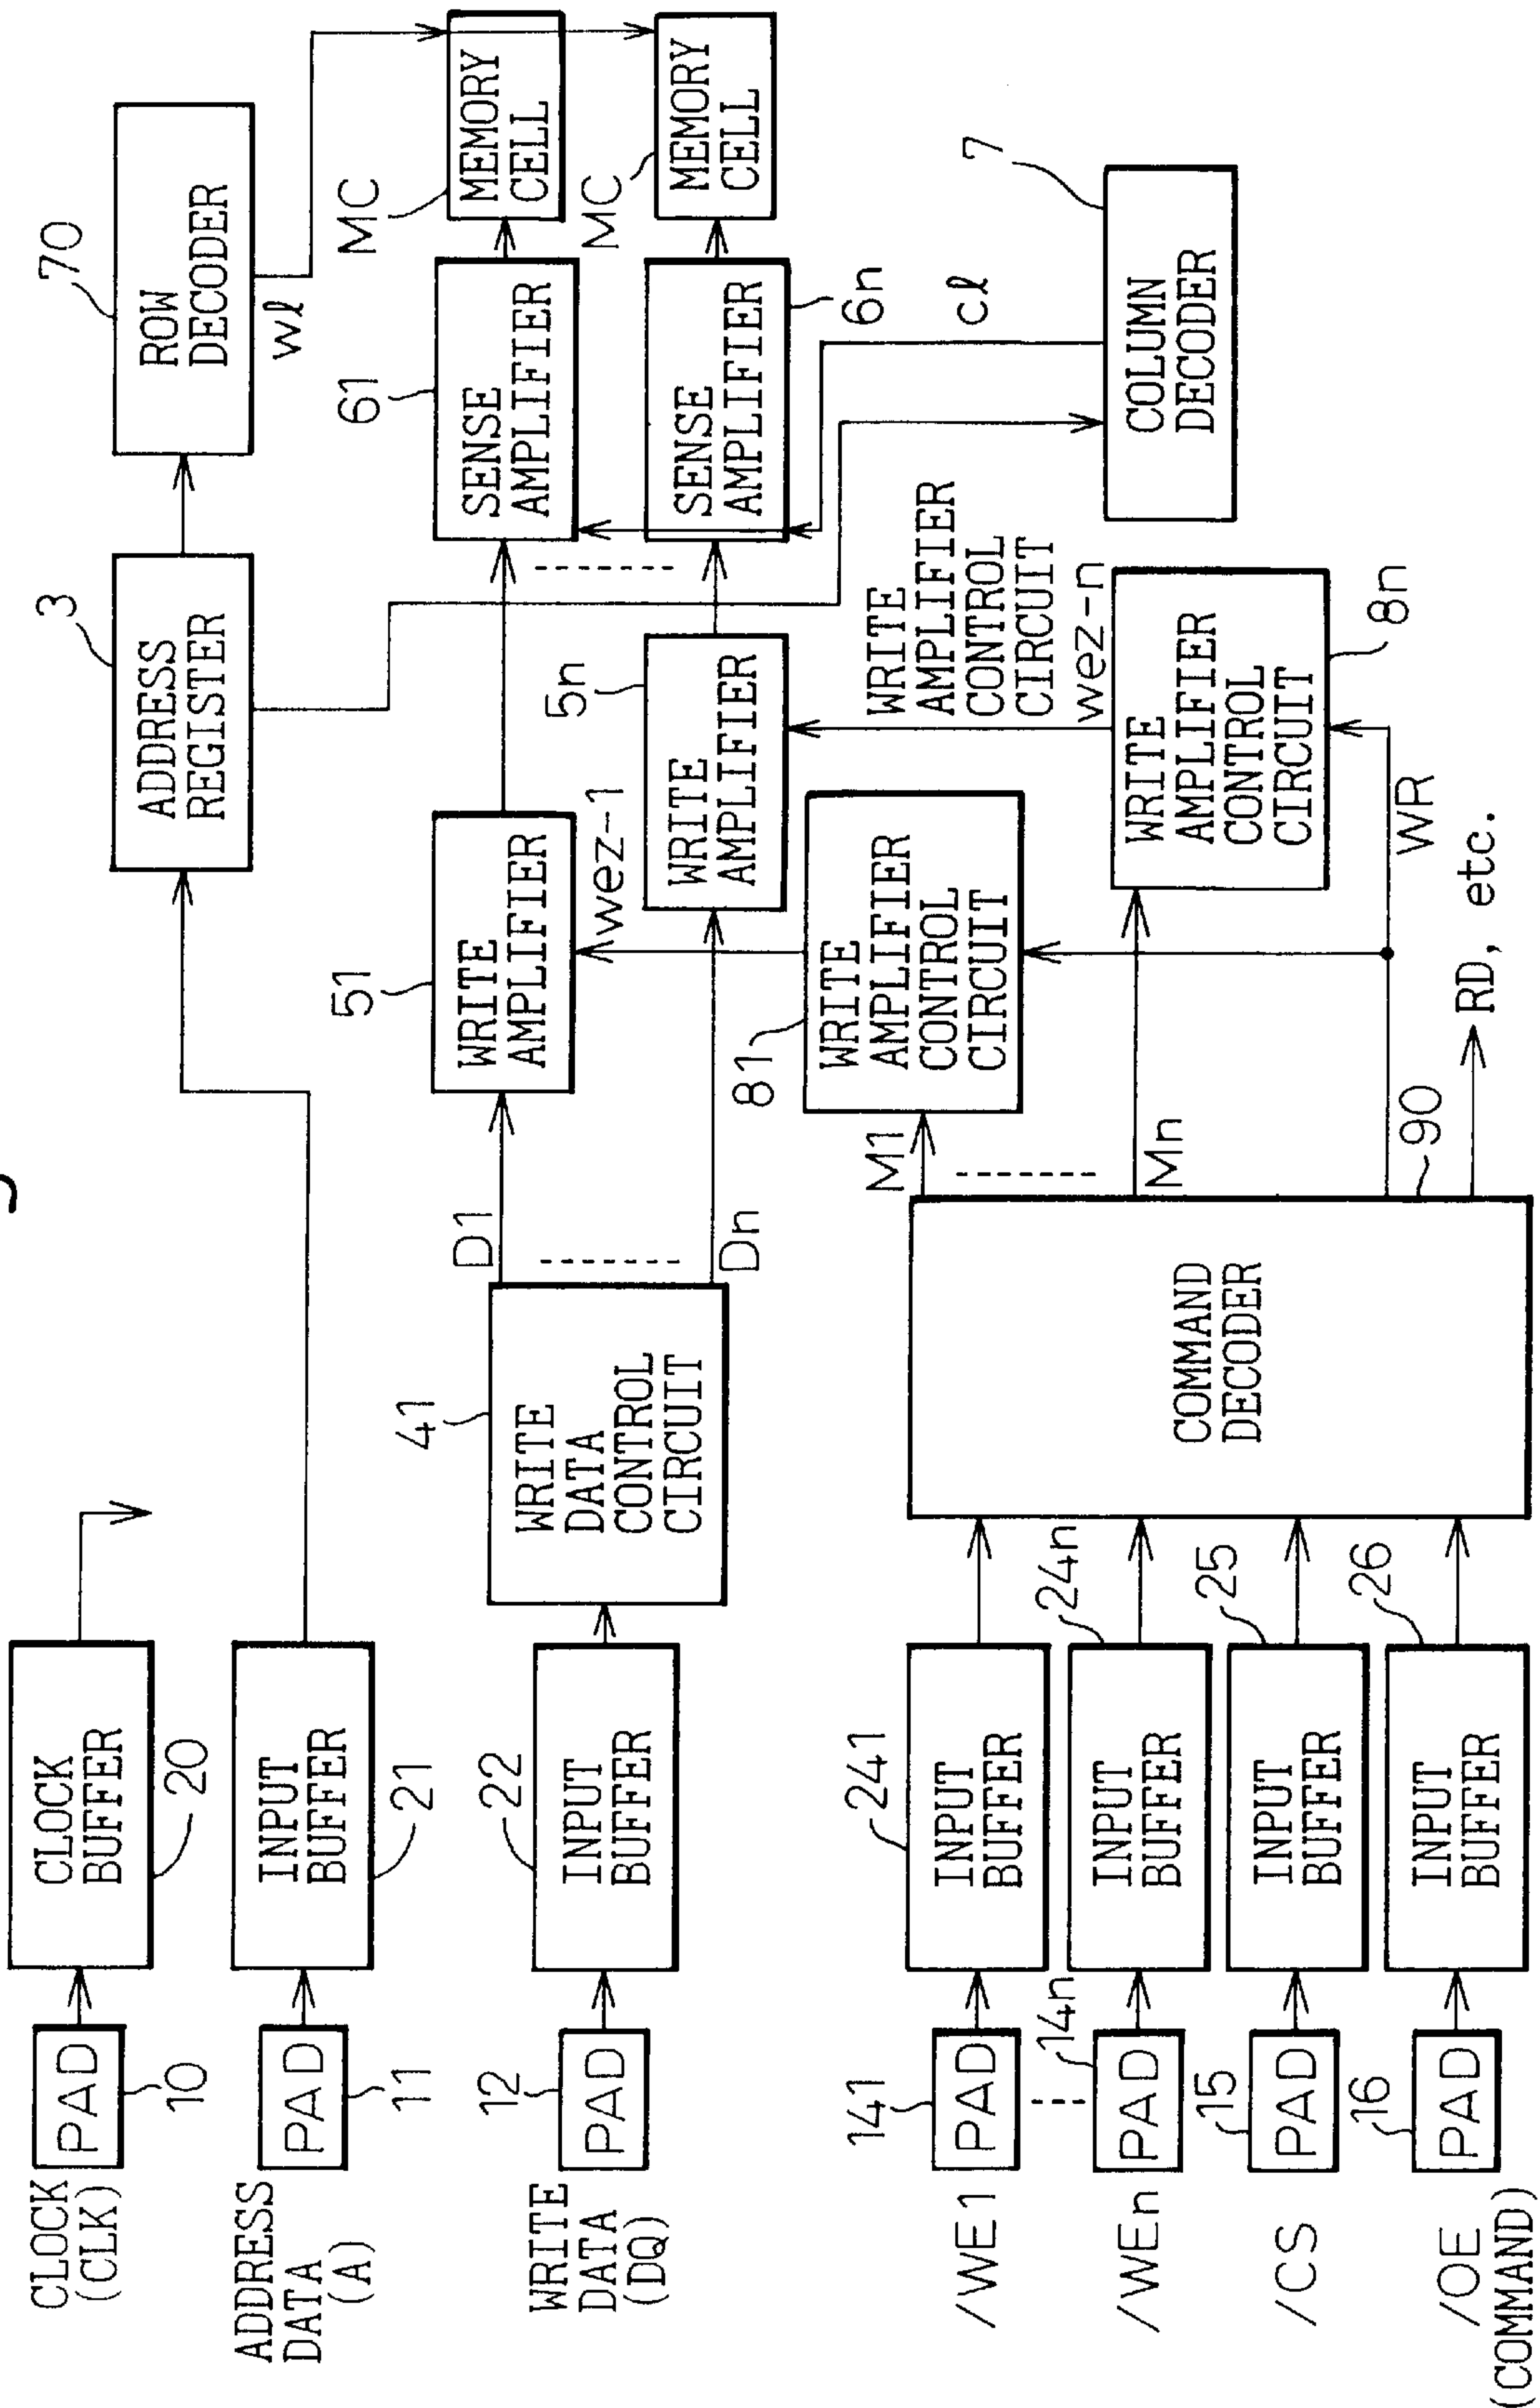 CLOCK
(CLK)
PAD
10
CLOCK
BUFFER
20
ADDRESS
DATA
(A)
PAD
11
INPUT
BUFFER
21
3
ADDRESS
REGISTER
70
ROW
DECODER
wℓ
WRITE
DATA
(DQ)
PAD
12
22
INPUT
BUFFER
41
WRITE
DATA
CONTROL
CIRCUIT
D1
Dn
51
WRITE
AMPLIFIER
wez-1
5n
WRITE
AMPLIFIER
61
SENSE
AMPLIFIER
SENSE
AMPLIFIER
6n
MC
MEMORY
CELL
MC
MEMORY
CELL
cℓ
7
COLUMN
DECODER
/WE1
141
PAD
241
INPUT
BUFFER
/WEn
14n
PAD
24n
INPUT
BUFFER
/CS
15
PAD
25
INPUT
BUFFER
/OE
(COMMAND)
16
PAD
26
INPUT
BUFFER
COMMAND
DECODER
90
M1
Mn
81
WRITE
AMPLIFIER
CONTROL
CIRCUIT
WRITE
AMPLIFIER
CONTROL
CIRCUIT
wez-n
WRITE
AMPLIFIER
CONTROL
CIRCUIT
8n
WR
RD, etc.